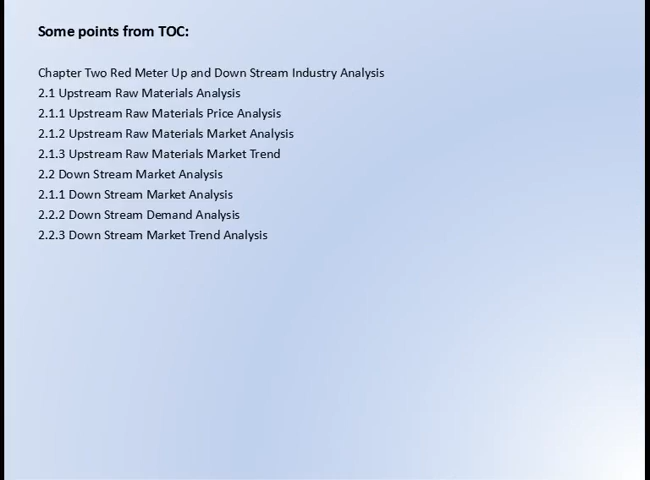 Some points from TOC:
Chapter Two Red Meter Up and Down Stream Industry Analysis
2.1 Upstream Raw Materials Analysis
2.1.1 Upstream Raw Materials Price Analysis
2.1.2 Upstream Raw Materials Market Analysis
2.1.3 Upstream Raw Materials Market Trend
2.2 Down Stream Market Analysis
2.1.1 Down Stream Market Analysis
2.2.2 Down Stream Demand Analysis
2.2.3 Down Stream Market Trend Analysis